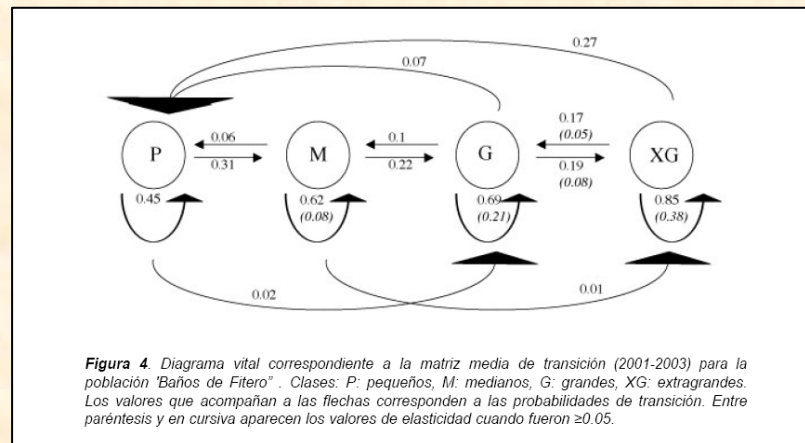 0.27
0.07
0.17
(0.05)
0.06
0.1
P
M
G
XG
0.31
0.22
0.19
(0.08)
0.45
0.62
(0.08)
0.69
(0.21)
0.85
(0.38)
0.02
0.01
Figura 4. Diagrama vital correspondiente a la matriz media de transición (2001-2003) para la
población 'Baños de Fitero" . Clases: P: pequeños, M: medianos, G: grandes, XG: extragrandes.
Los valores que acompañan a las flechas corresponden a las probabilidades de transición. Entre
paréntesis y en cursiva aparecen los valores de elasticidad cuando fueron ≥0.05.